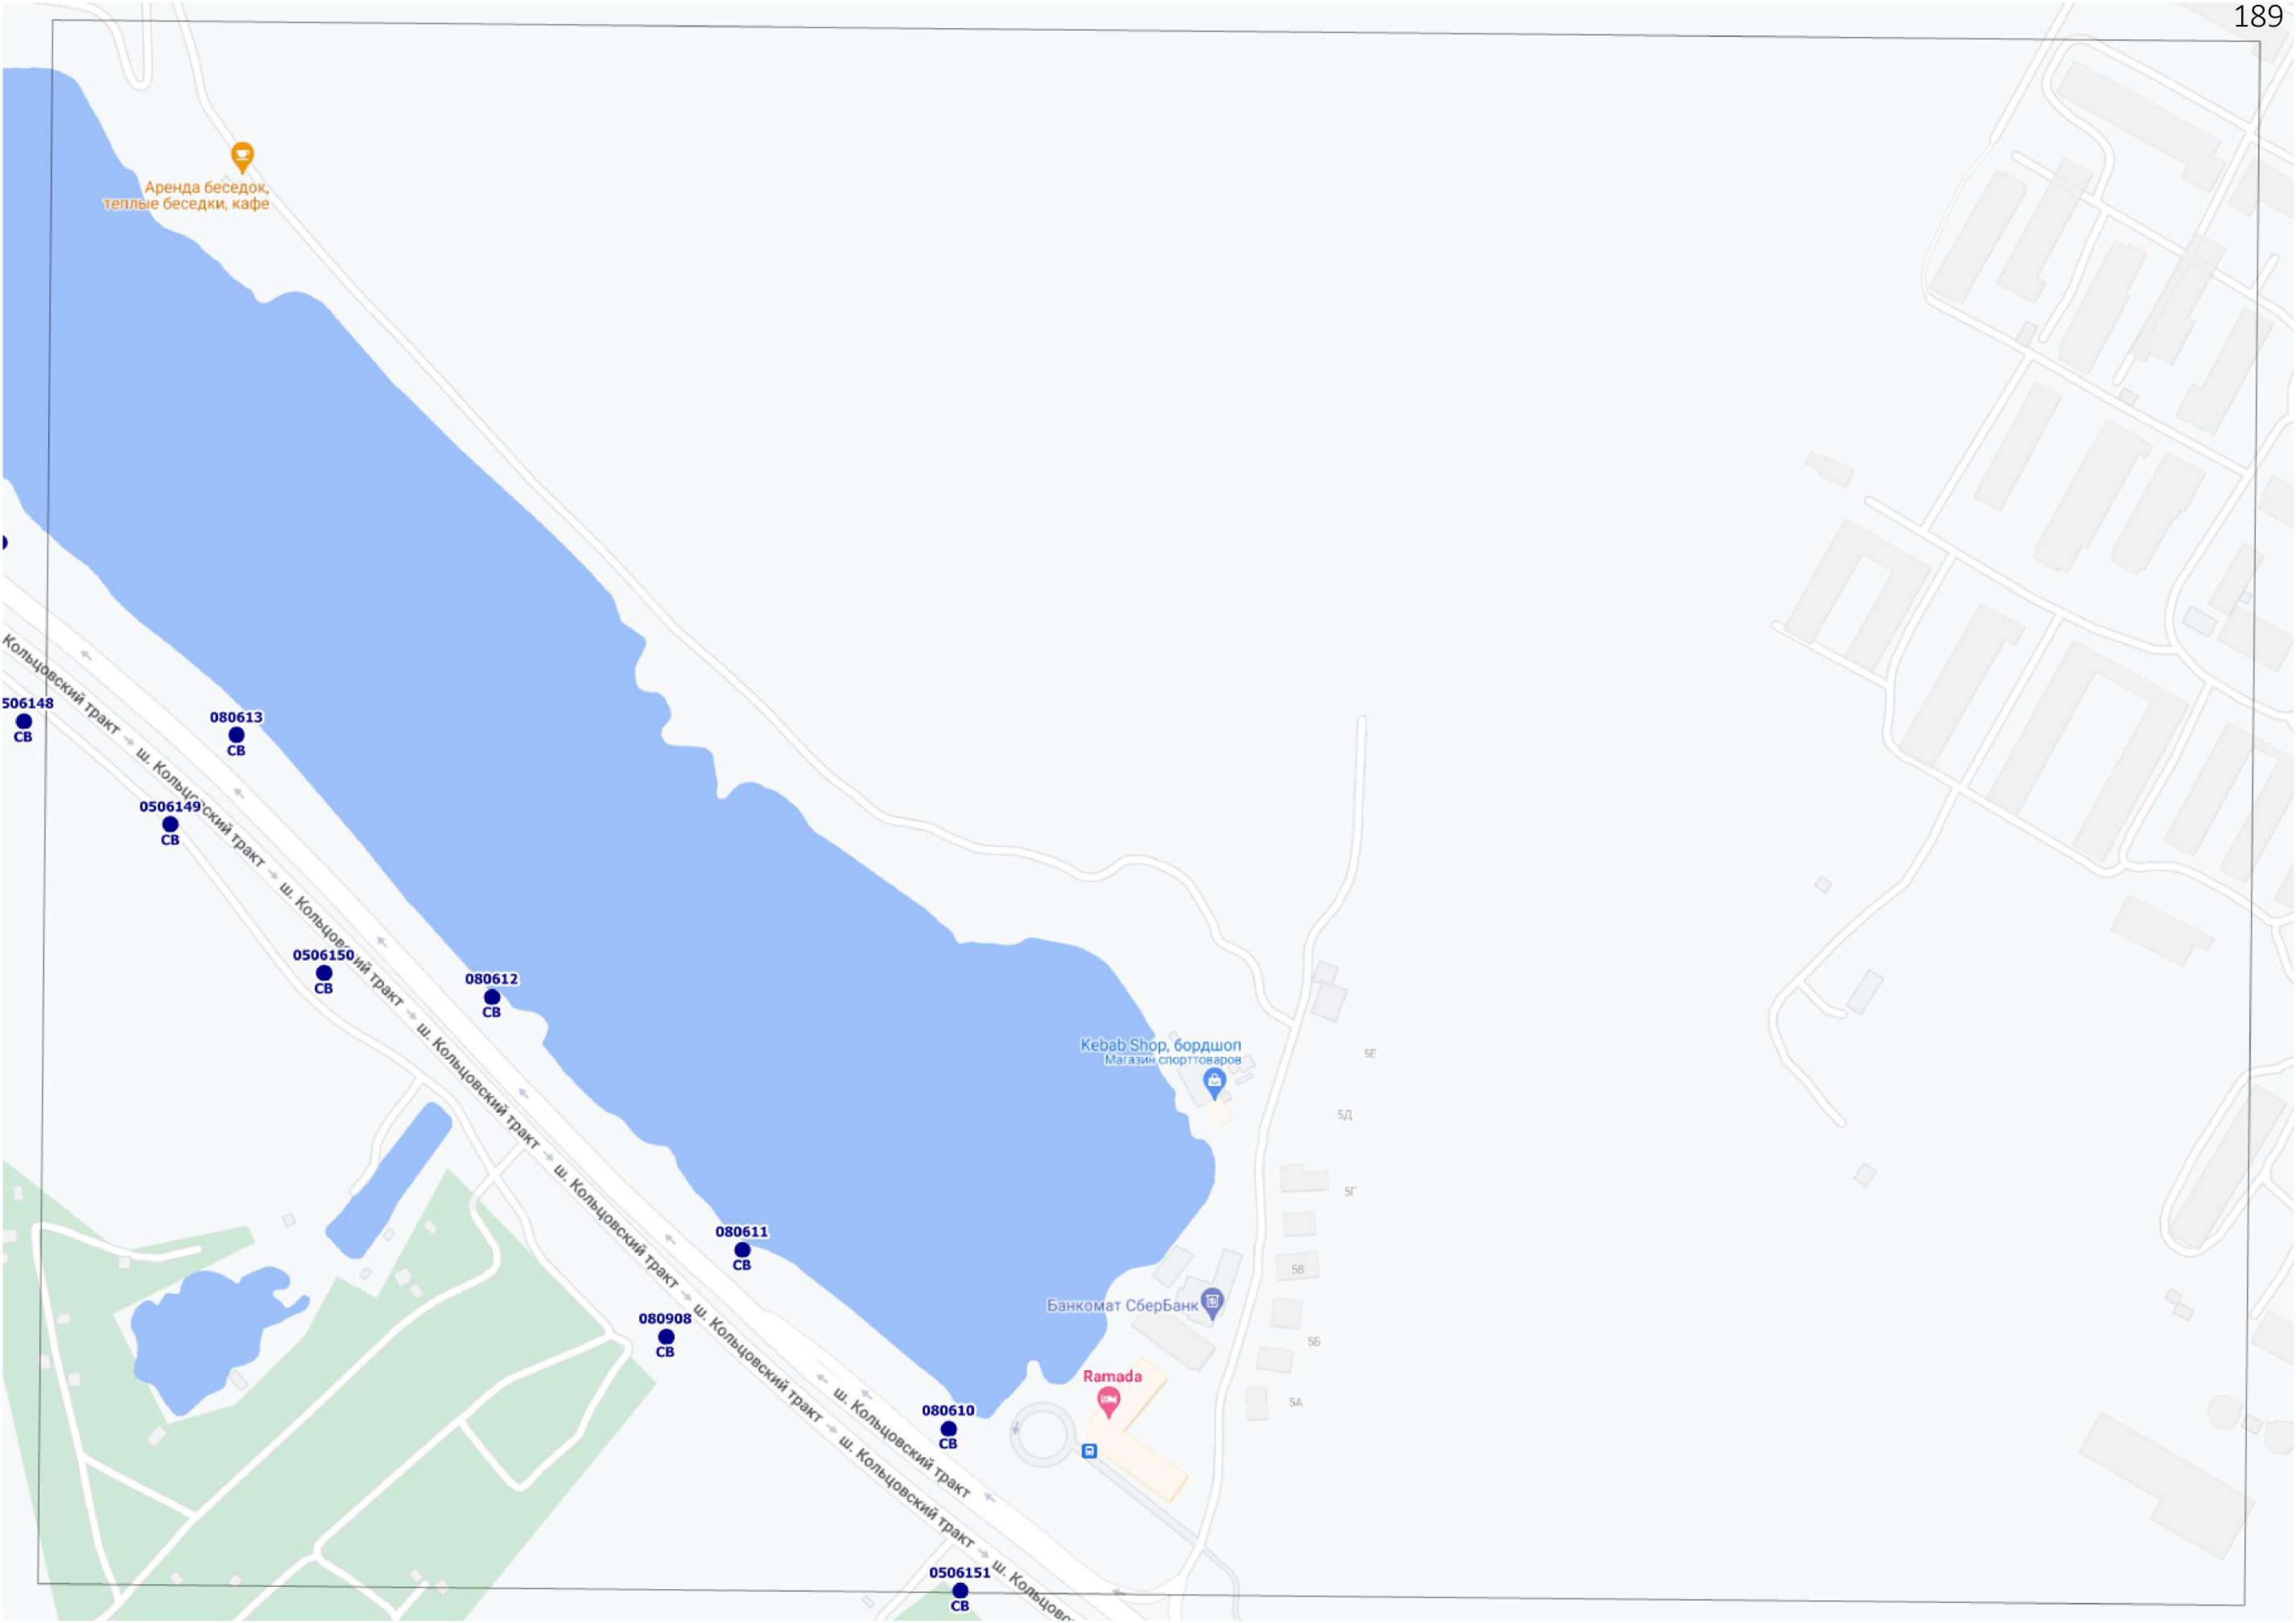 189
Аренда беседок,
теплые беседки, кафе
Кольцовский тракт
506148
СВ
080613
СВ
ш. Кольцовский тракт
0506149
СВ
ш. Кольцовский тракт
0506150
СВ
080612
СВ
ш. Кольцовский тракт
Kebab Shop, бордшоп
Магазин спорттоваров
5Е
5Д
ш. Кольцовский тракт
5Г
080611
СВ
5В
Банкомат СберБанк
080908
СВ
ш. Кольцовский тракт
5Б
Ramada
5А
ш. Кольцовский тракт
080610
СВ
ш. Кольцовский тракт
0506151
СВ
ш. Кольцовс